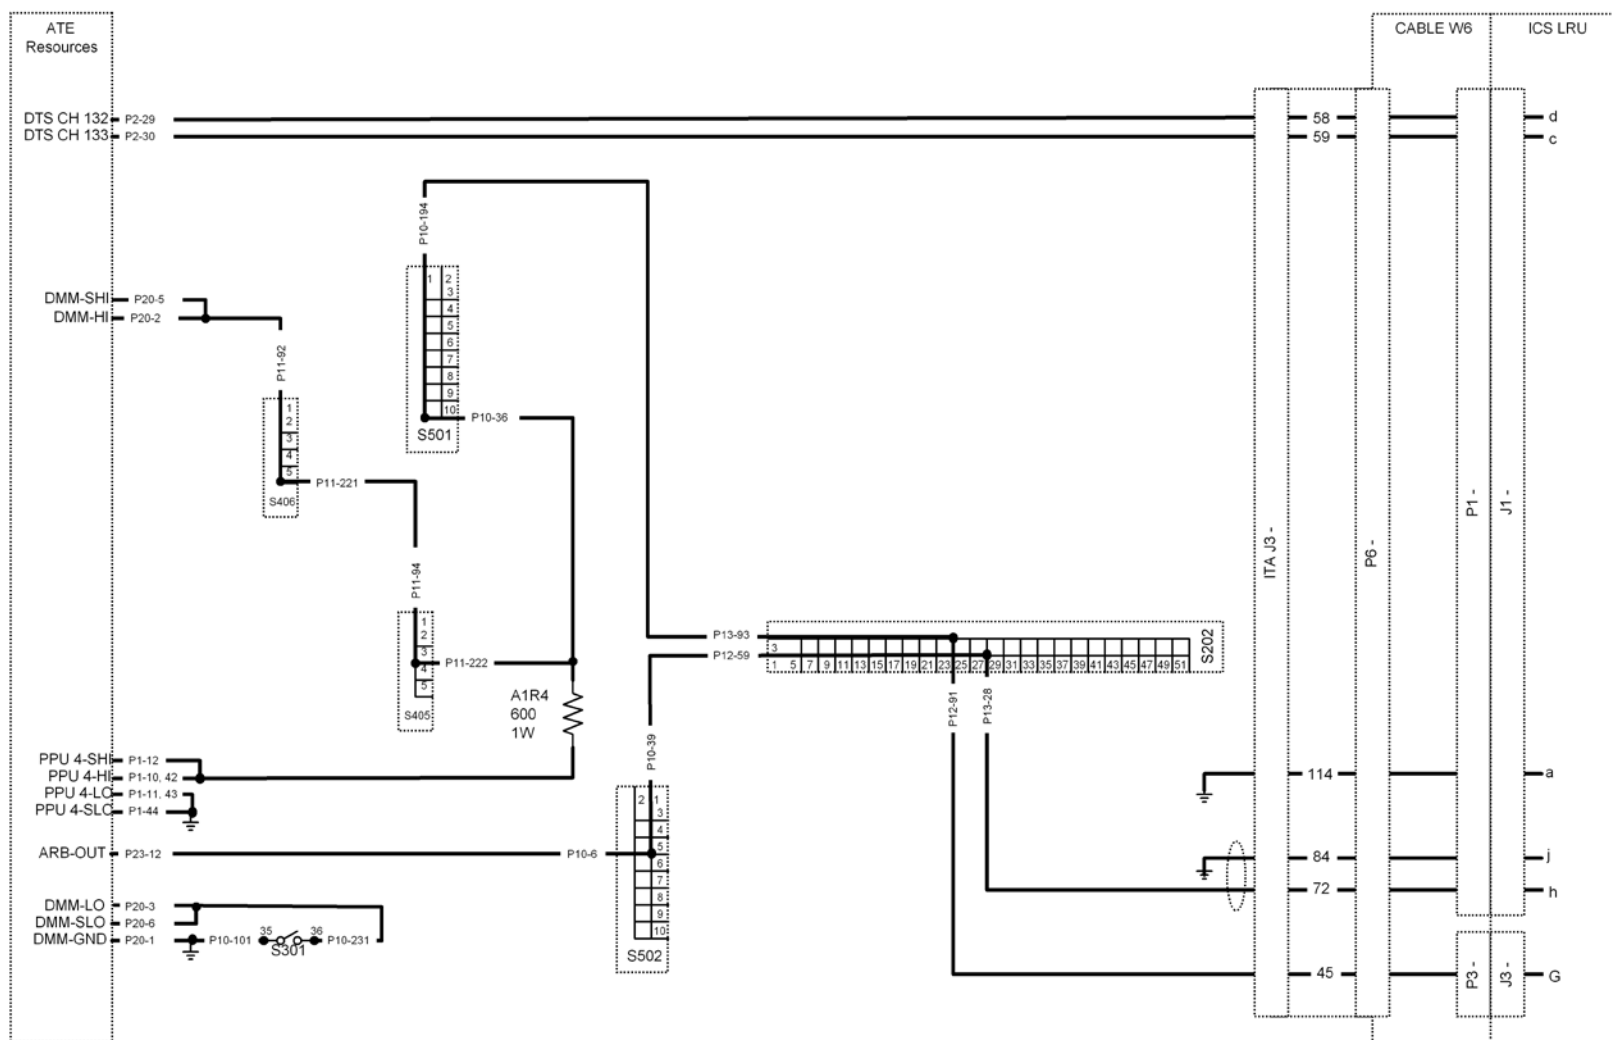 ATE
Resources
CABLE W6
ICS LRU
DTS CH 132
P2-29
58
d
DTS CH 133
P2-30
59
c
P10-194
1 2
3
4
5
6
7
8
9
10
S501
P10-36
DMM-SHI
P20-5
DMM-HI
P20-2
P11-92
1
2
3
4
5
S406
P11-221
P11-94
1
2
3
4
5
S405
P11-222
A1R4
600
1W
P13-93
P12-59
3
1 5 7 9 11 13 15 17 19 21 23 25 27 29 31 33 35 37 39 41 43 45 47 49 51
S202
P12-91
P13-28
P10-39
ITA J3 -
P6 -
P1 -
J1 -
PPU 4-SHI
P1-12
PPU 4-HI
P1-10, 42
PPU 4-LO
P1-11, 43
PPU 4-SLO
P1-44
114
a
ARB-OUT
P23-12
P10-6
2 1
3
4
5
6
7
8
9
10
S502
84
j
72
h
DMM-LO
P20-3
DMM-SLO
P20-6
DMM-GND
P20-1
P10-101
35
36
S301
P10-231
45
P3 -
J3 -
G